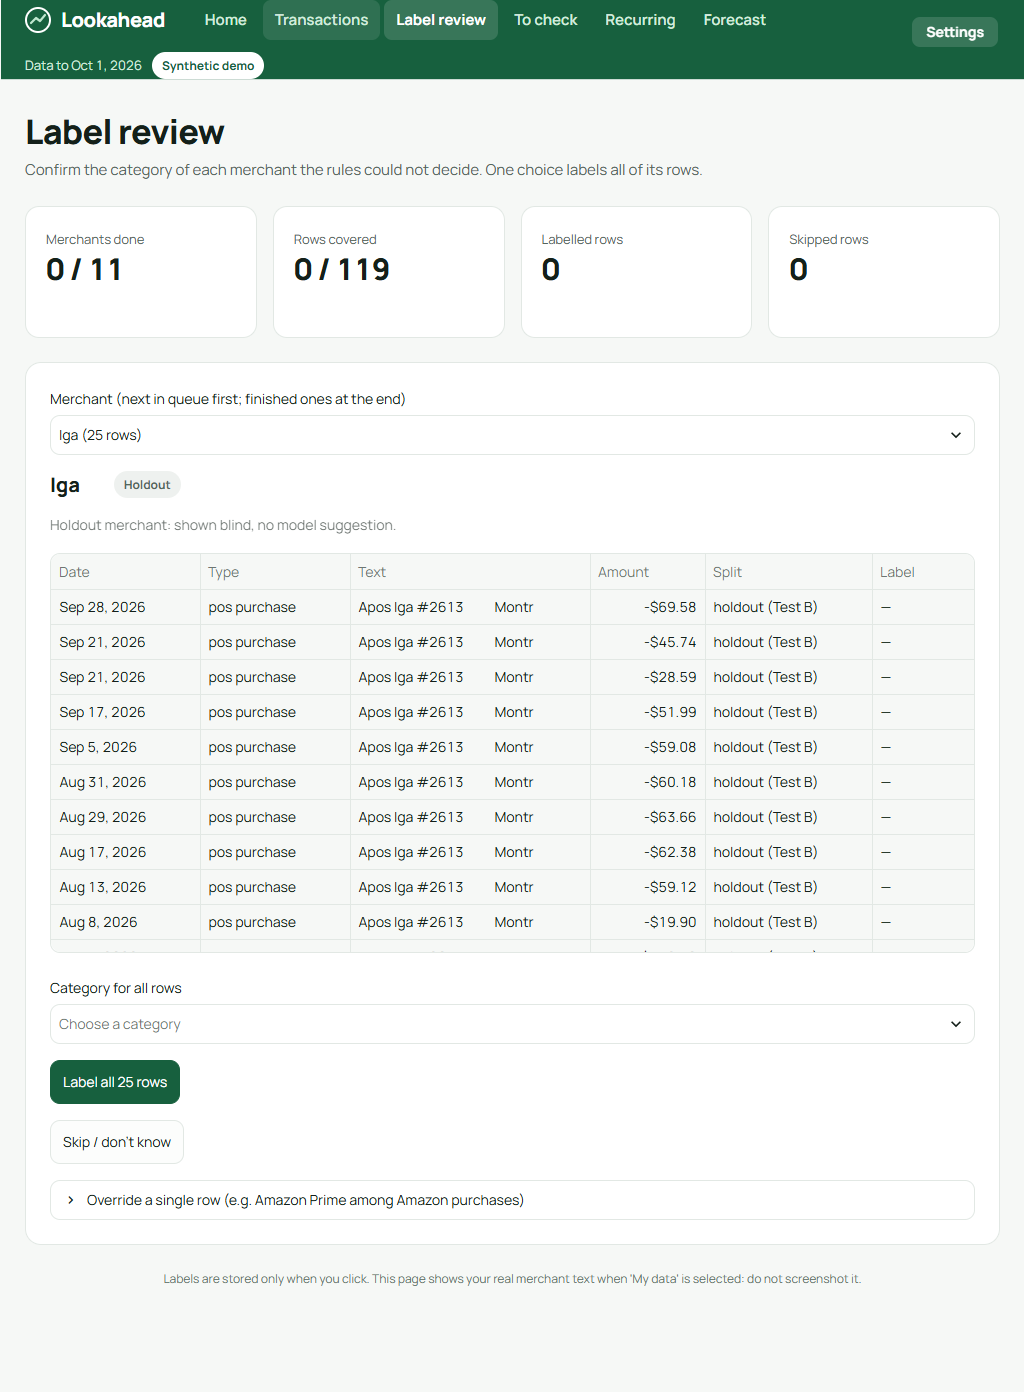 Lookahead Home Transactions Label review To check Recurring Forecast Settings
Data to Oct 1, 2026 Synthetic demo
Label review
Confirm the category of each merchant the rules could not decide. One choice labels all of its rows.
Merchants done Rows covered Labelled rows Skipped rows
0 / 11 0 / 119 0 0
Merchant (next in queue first; finished ones at the end)
Iga (25 rows)
Iga Holdout
Holdout merchant: shown blind, no model suggestion.
Date Type Text Amount Split Label
Sep 28, 2026 pos purchase Apos Iga #2613 Montr -$69.58 holdout (Test B) —
Sep 21, 2026 pos purchase Apos Iga #2613 Montr -$45.74 holdout (Test B) —
Sep 21, 2026 pos purchase Apos Iga #2613 Montr -$28.59 holdout (Test B) —
Sep 17, 2026 pos purchase Apos Iga #2613 Montr -$51.99 holdout (Test B) —
Sep 5, 2026 pos purchase Apos Iga #2613 Montr -$59.08 holdout (Test B) —
Aug 31, 2026 pos purchase Apos Iga #2613 Montr -$60.18 holdout (Test B) —
Aug 29, 2026 pos purchase Apos Iga #2613 Montr -$63.66 holdout (Test B) —
Aug 17, 2026 pos purchase Apos Iga #2613 Montr -$62.38 holdout (Test B) —
Aug 13, 2026 pos purchase Apos Iga #2613 Montr -$59.12 holdout (Test B) —
Aug 8, 2026 pos purchase Apos Iga #2613 Montr -$19.90 holdout (Test B) —
Category for all rows
Choose a category
Label all 25 rows
Skip / don't know
Override a single row (e.g. Amazon Prime among Amazon purchases)
Labels are stored only when you click. This page shows your real merchant text when 'My data' is selected: do not screenshot it.